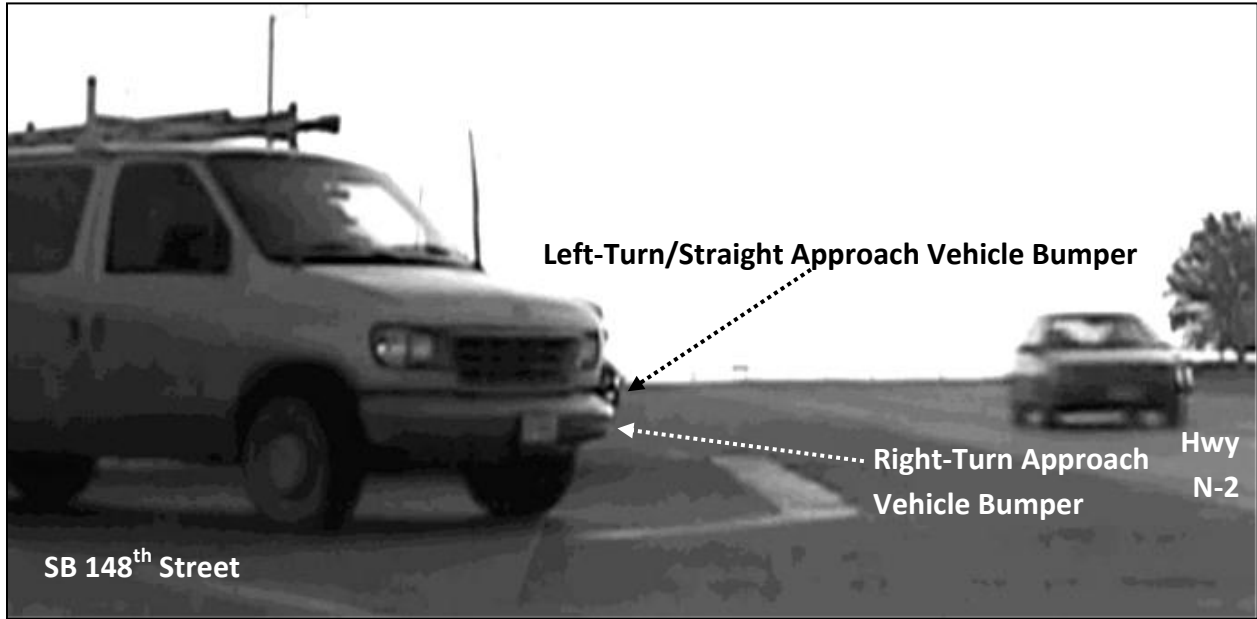 Left-Turn/Straight Approach Vehicle Bumper
Right-Turn Approach
Vehicle Bumper
Hwy
N-2
SB 148th Street